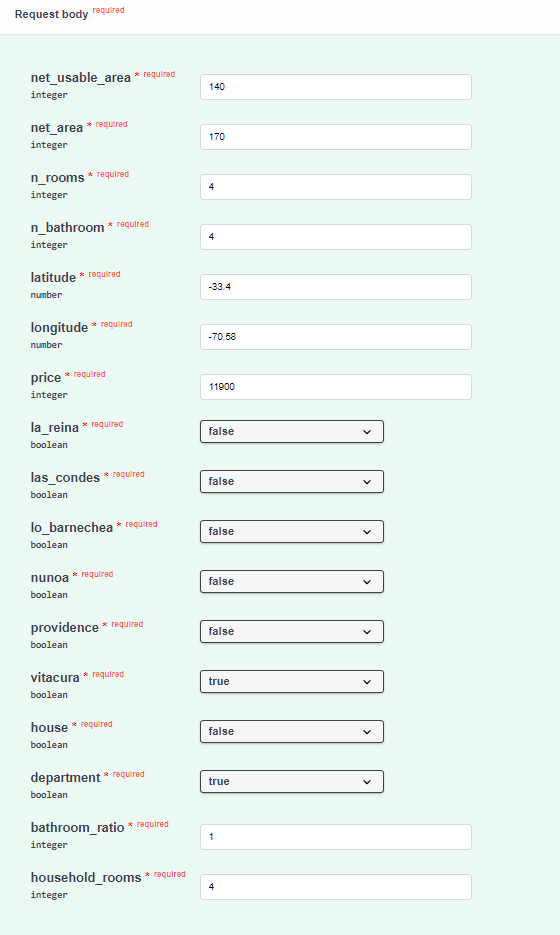 Request body required
net_usable_area * required
integer
140
net_area * required
integer
170
n_rooms * required
integer
4
n_bathroom * required
integer
4
latitude * required
number
-33.4
longitude * required
number
-70.58
price * required
integer
11900
la_reina * required
boolean
false
las_condes * required
boolean
false
lo_barnechea * required
boolean
false
nunoa * required
boolean
false
providence * required
boolean
false
vitacura * required
boolean
true
house * required
boolean
false
department * required
boolean
true
bathroom_ratio * required
integer
1
household_rooms * required
integer
4